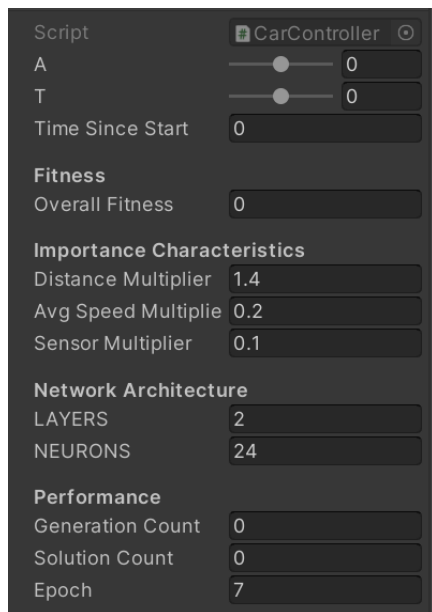 Script CarController
A 0
T 0
Time Since Start 0
Fitness
Overall Fitness 0
Importance Characteristics
Distance Multiplier 1.4
Avg Speed Multiplie 0.2
Sensor Multiplier 0.1
Network Architecture
LAYERS 2
NEURONS 24
Performance
Generation Count 0
Solution Count 0
Epoch 7